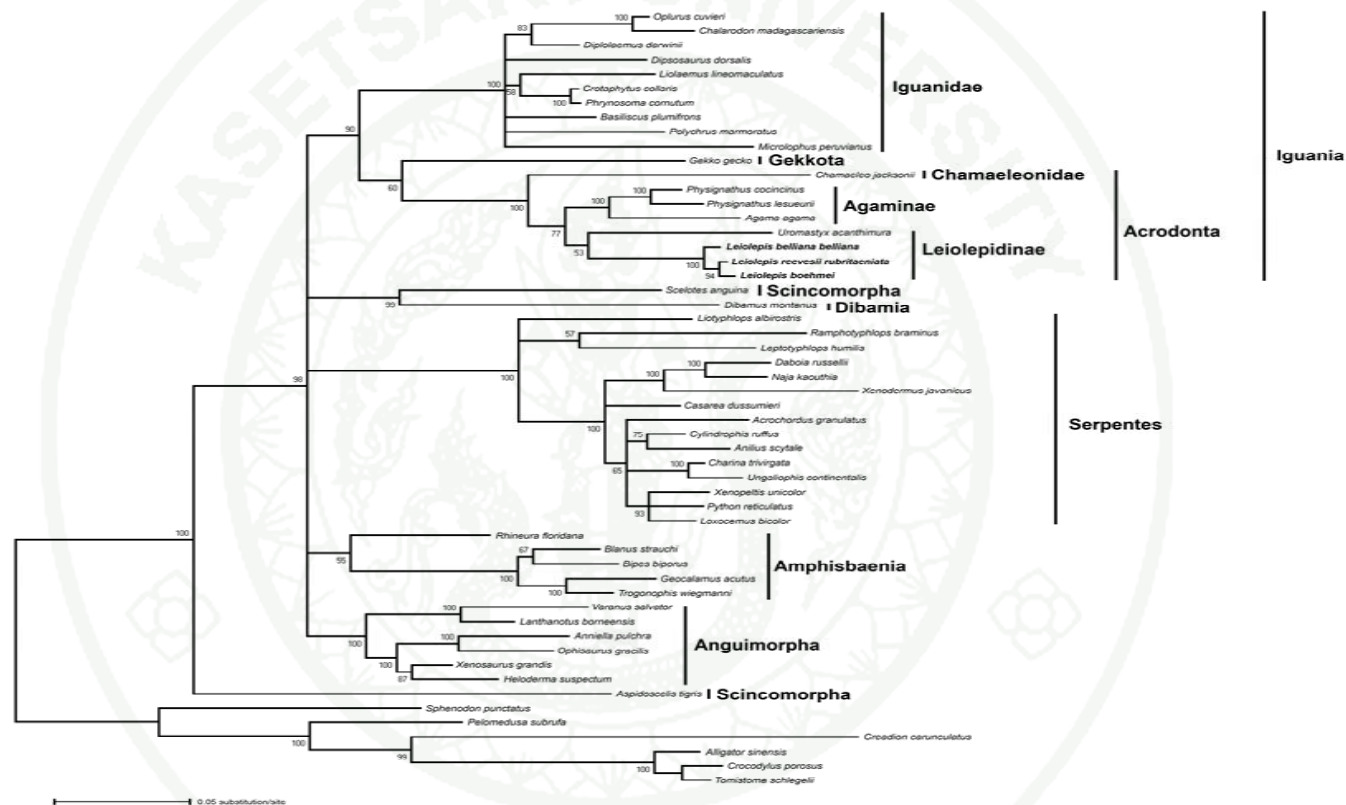 KASETSART UNIVERSITY
100
Oplurus cuvieri
83
Chalarodon madagascariensis
Diplolaemus darwinii
Dipsosaurus dorsalis
Liolaemus lineomaculatus
100
58
Crotaphytus collaris
Iguanidae
100
Phrynosoma cornutum
Basiliscus plumifrons
90
Polychrus marmoratus
Microlophus peruvianus
Iguania
Gekko gecko
Gekkota
Chamaeleo jacksonii
Chamaeleonidae
60
100
Physignathus cocincinus
100
100
Physignathus lesueurii
Agaminae
Agama agama
77
Uromastyx acanthimura
Acrodonta
53
Leiolepis belliana belliana
Leiolepidinae
100
Leiolepis reevesii rubritaeniata
94
Leiolepis boehmei
Scelotes anguina
Scincomorpha
99
Dibamus montanus
Dibamia
Liotyphlops albirostris
57
Ramphotyphlops braminus
Leptotyphlops humilis
100
Daboia russellii
98
100
100
Naja kaouthia
Xenodermus javanicus
Casarea dussumieri
100
Acrochordus granulatus
Serpentes
75
Cylindrophis ruffus
Anilius scytale
65
100
Charina trivirgata
Ungaliophis continentalis
Xenopeltis unicolor
Python reticulatus
93
Loxocemus bicolor
100
Rhineura floridana
55
67
Blanus strauchi
Bipes biporus
Amphisbaenia
100
Geocalamus acutus
100
Trogonophis wiegmanni
100
Varanus salvator
Lanthanotus borneensis
100
100
Anniella pulchra
Anguimorpha
Ophisaurus gracilis
100
Xenosaurus grandis
87
Heloderma suspectum
Aspidoscelis tigris
Scincomorpha
Sphenodon punctatus
Pelomedusa subrufa
100
Creadion carunculatus
99
Alligator sinensis
100
Crocodylus porosus
Tomistoma schlegelii
0.05 substitution/site